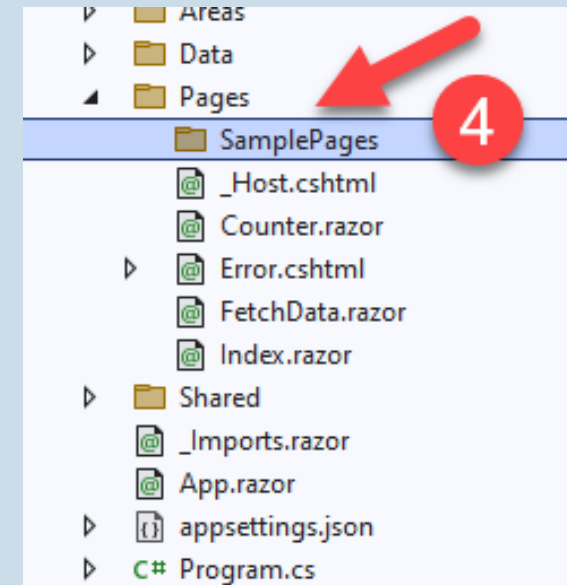 Areas
Data
Pages
4
SamplePages
_Host.cshtml
Counter.razor
Error.cshtml
FetchData.razor
Index.razor
Shared
_Imports.razor
App.razor
appsettings.json
C# Program.cs